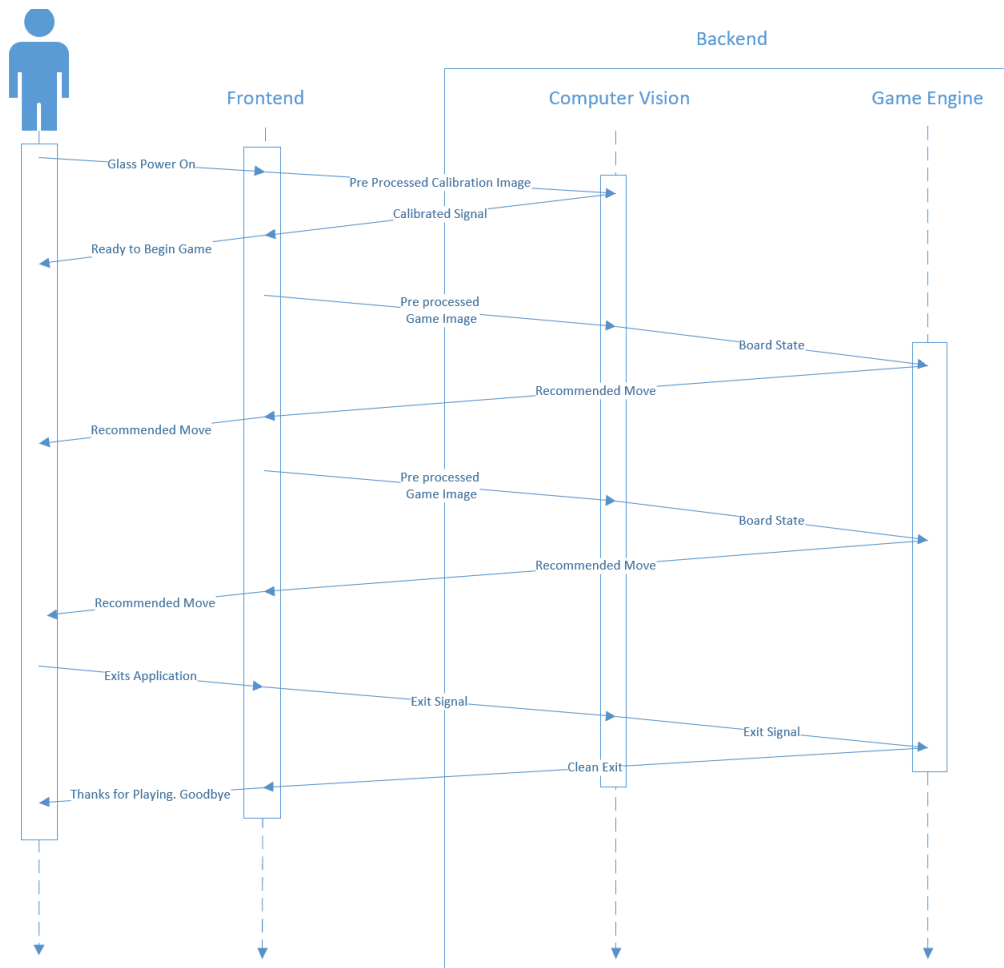 Backend
Frontend
Computer Vision
Game Engine
Glass Power On
Pre Processed Calibration Image
Calibrated Signal
Ready to Begin Game
Pre processed
Game Image
Board State
Recommended Move
Recommended Move
Pre processed
Game Image
Board State
Recommended Move
Recommended Move
Exits Application
Exit Signal
Exit Signal
Clean Exit
Thanks for Playing. Goodbye